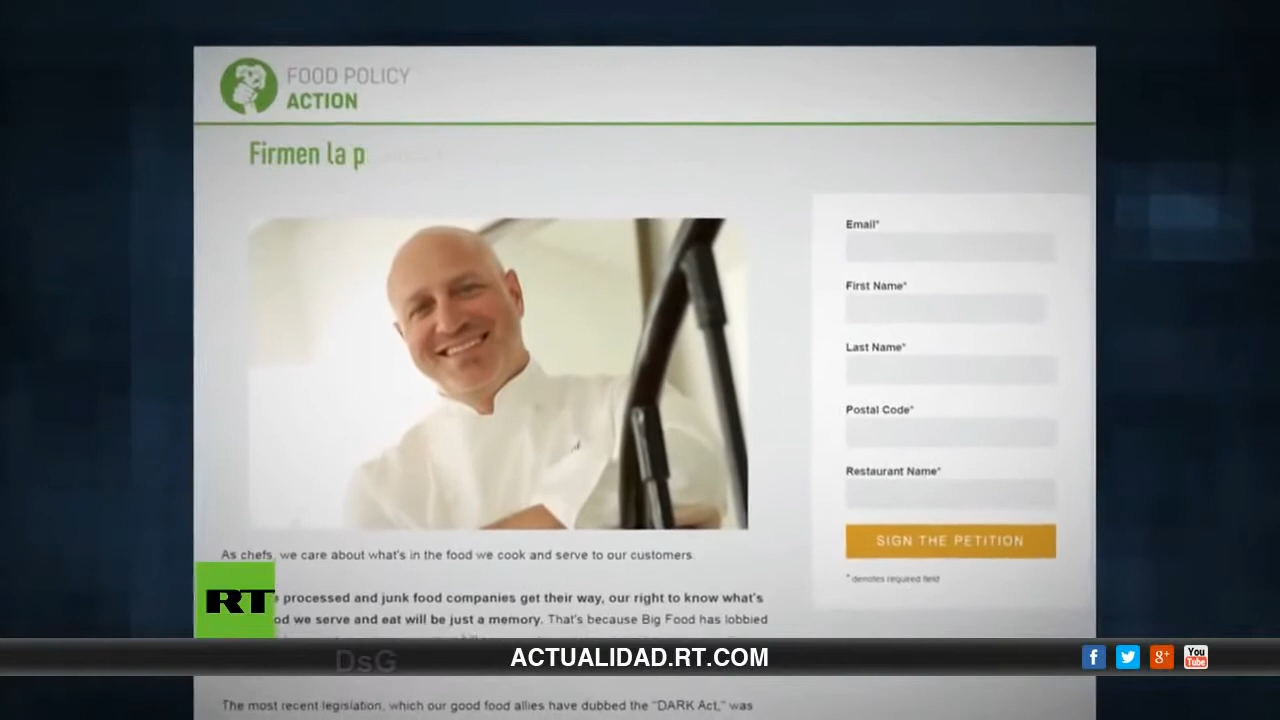 FOOD POLICY
ACTION
Firmen la p
Email*
First Name*
Last Name*
Postal Code*
Restaurant Name*
SIGN THE PETITION
* denotes required field
As chefs, we care about what's in the food we cook and serve to our customers.
processed and junk food companies get their way, our right to know what's
we serve and eat will be just a memory. That's because Big Food has lobbied
RT
DsG
ACTUALIDAD.RT.COM
f
8+
You
Tube
The most recent legislation, which our good food allies have dubbed the "DARK Act," was